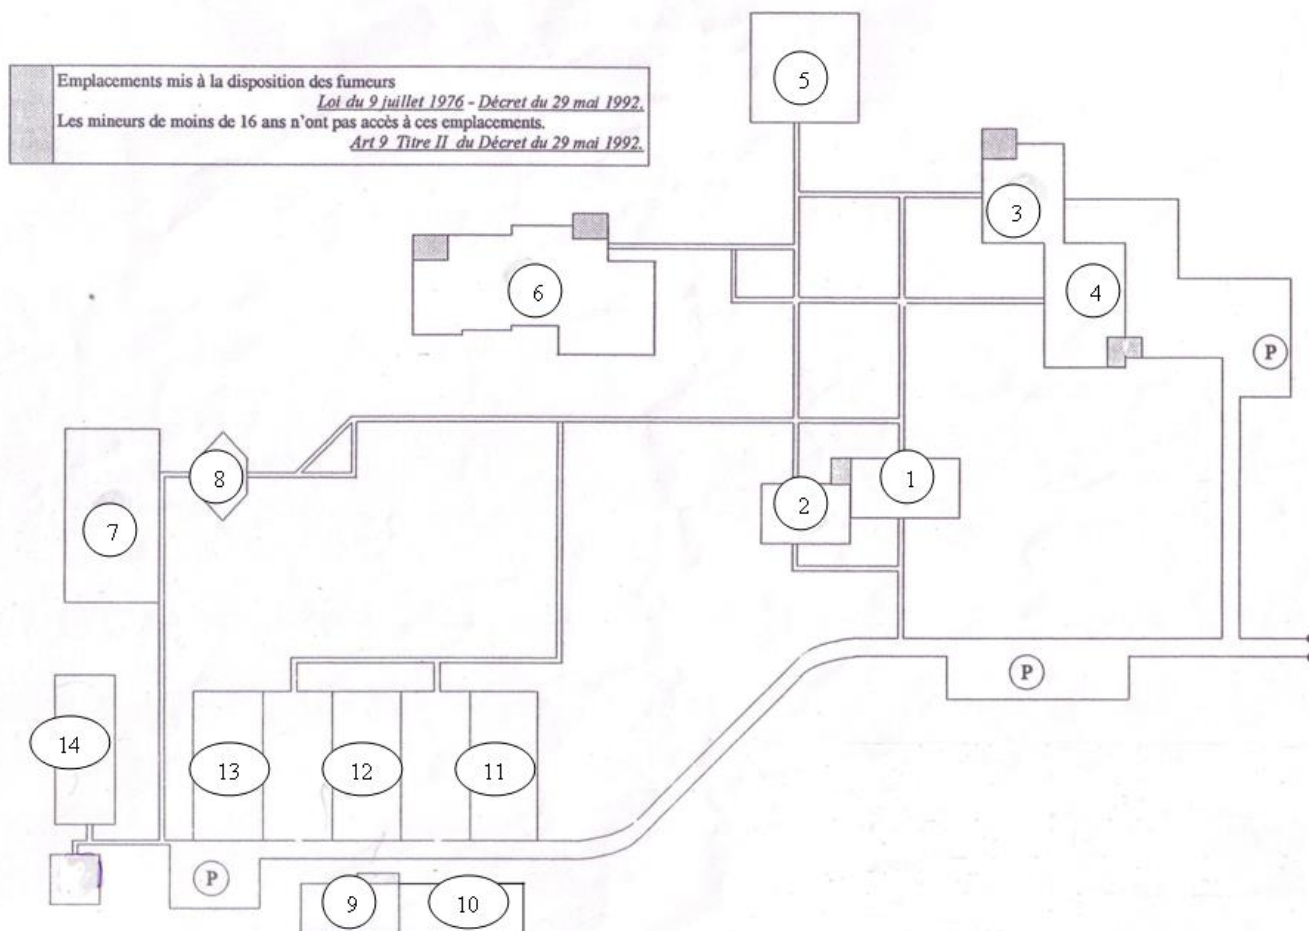 Emplacements mis à la disposition des fumeurs
Loi du 9 juillet 1976 - Décret du 29 mai 1992.
Les mineurs de moins de 16 ans n'ont pas accès à ces emplacements.
Art 9 Titre II du Décret du 29 mai 1992.
5
3
6
4
P
8
7
2
1
P
14
13
12
11
P
9
10